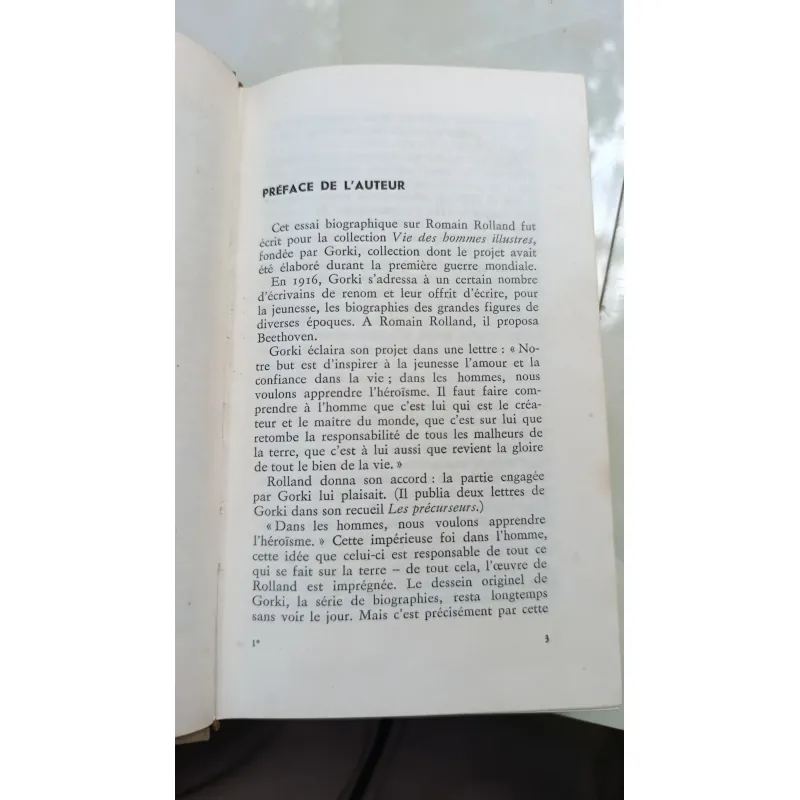 PRÉFACE DE L'AUTEUR
Cet essai biographique sur Romain Rolland fut
écrit pour la collection Vie des hommes illustres,
fondée par Gorki, collection dont le projet avait
été élaboré durant la première guerre mondiale.
En 1916, Gorki s'adressa à un certain nombre
d'écrivains de renom et leur offrit d'écrire, pour
la jeunesse, les biographies des grandes figures de
diverses époques. A Romain Rolland, il proposa
Beethoven.
Gorki éclaira son projet dans une lettre : « No-
tre but est d'inspirer à la jeunesse l'amour et la
confiance dans la vie ; dans les hommes, nous
voulons apprendre l'héroïsme. Il faut faire com-
prendre à l'homme que c'est lui qui est le créa-
teur et le maître du monde, que c'est sur lui que
retombe la responsabilité de tous les malheurs de
la terre, que c'est à lui aussi que revient la gloire
de tout le bien de la vie. »
Rolland donna son accord : la partie engagée
par Gorki lui plaisait. (Il publia deux lettres de
Gorki dans son recueil Les précurseurs.)
« Dans les hommes, nous voulons apprendre
l'héroïsme. » Cette impérieuse foi dans l'homme,
cette idée que celui-ci est responsable de tout ce
qui se fait sur la terre – de tout cela, l'œuvre de
Rolland est imprégnée. Le dessein originel de
Gorki, la série de biographies, resta longtemps
sans voir le jour. Mais c'est précisément par cette
1*
3